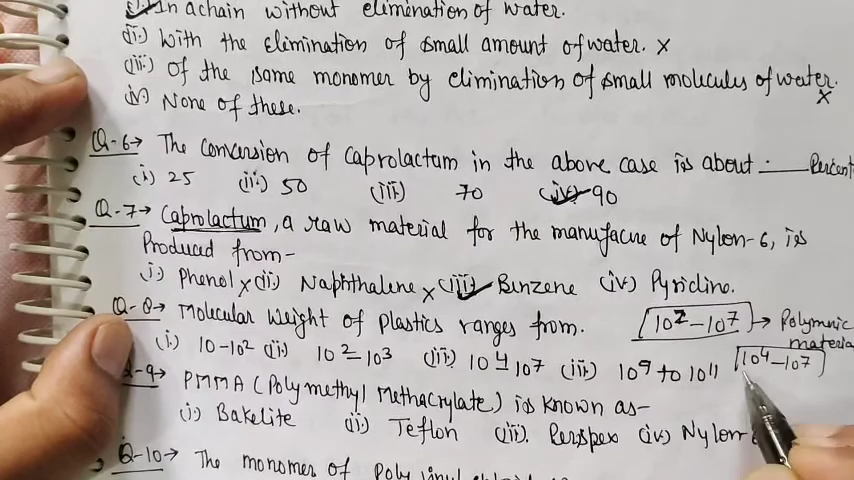 (i.) In a chain without elimination of water.
(ii.) With the elimination of small amount of water. x
(iii.) Of the same monomer by elimination of small molecules of water. x
(iv) None of these.
Q-6→ The Conversion of Caprolactum in the above case is about ____ Percent
(i) 25 (ii.) 50 (iii) 70 (iv) 90
Q-7→ Caprolactum, a raw material for the manufacne of Nylon-6, is
Produced from-
(i) Phenol x (ii) Naphthalene x (iii) Benzene (iv) Pyridine.
Q-8→ Molecular Weight of Plastics ranges from. 10²-10⁷ → Polymeric material
(i.) 10-10² (ii) 10²-10³ (iii) 10⁴-10⁷ (iii) 10⁹ to 10¹¹ 10⁴-10⁷
Q-9→ PMMA (Polymethyl Methacrylate) is known as-
(i) Bakelite (ii) Teflon (iii). Perspex (iv) Nylon-
Q-10→ The monomer of